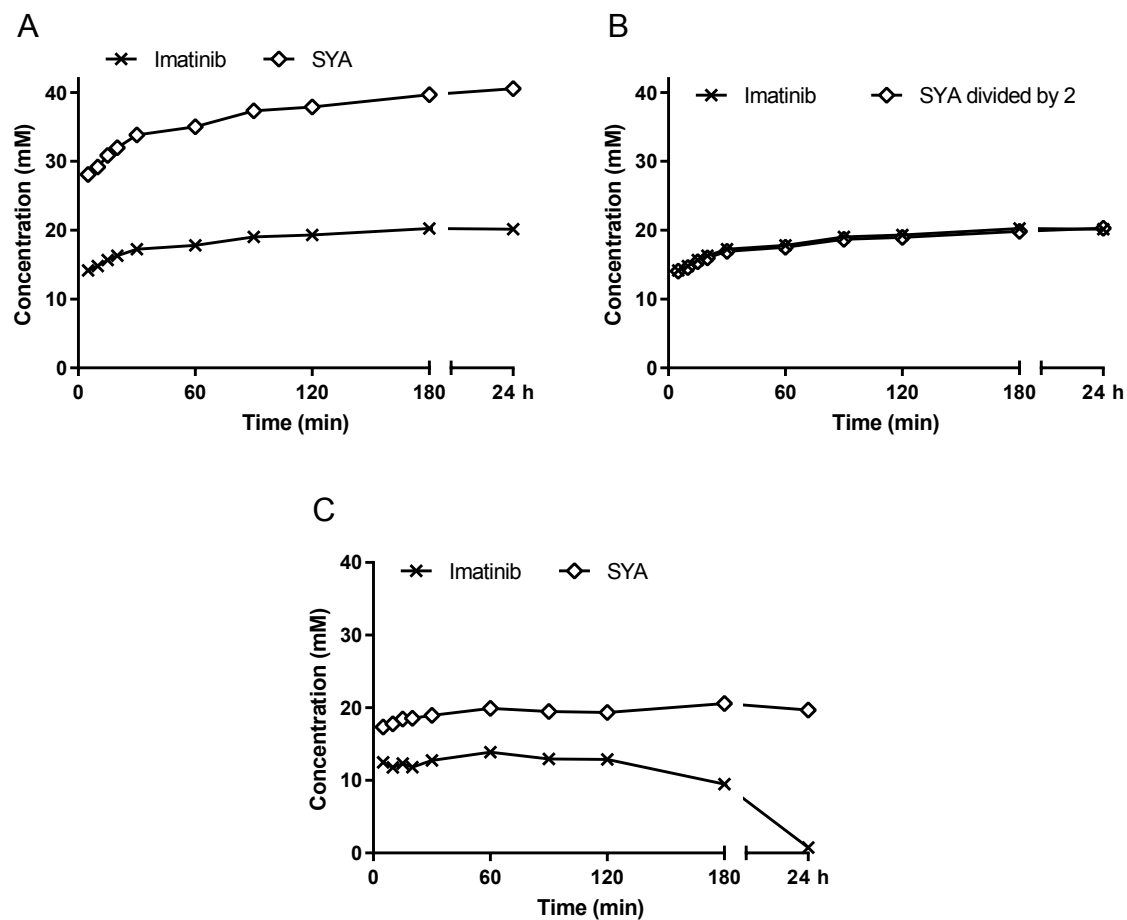 A
Imatinib SYA
Concentration (mM)
40
30
20
10
0
0 60 120 180 24 h
Time (min)
B
Imatinib SYA divided by 2
Concentration (mM)
40
30
20
10
0
0 60 120 180 24 h
Time (min)
C
Imatinib SYA
Concentration (mM)
40
30
20
10
0
0 60 120 180 24 h
Time (min)